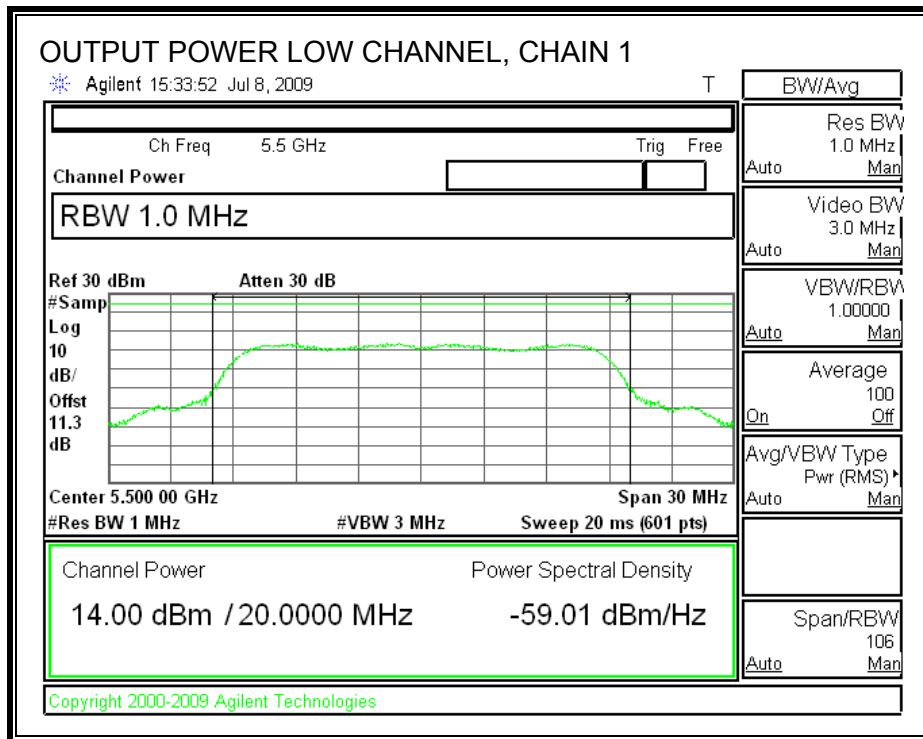 OUTPUT POWER LOW CHANNEL, CHAIN 1
Agilent 15:33:52 Jul 8, 2009 T
Ch Freq 5.5 GHz Trig Free
Channel Power
RBW 1.0 MHz
Ref 30 dBm Atten 30 dB
#Samp
Log
10
dB/
Offst
11.3
dB
Center 5.500 00 GHz Span 30 MHz
#Res BW 1 MHz #VBW 3 MHz Sweep 20 ms (601 pts)
Channel Power Power Spectral Density
14.00 dBm / 20.0000 MHz -59.01 dBm/Hz
Copyright 2000-2009 Agilent Technologies
BW/Avg
Res BW
1.0 MHz
Auto Man
Video BW
3.0 MHz
Auto Man
VBW/RBW
1.00000
Auto Man
Average
100
On Off
Avg/VBW Type
Pwr (RMS)
Auto Man
Span/RBW
106
Auto Man